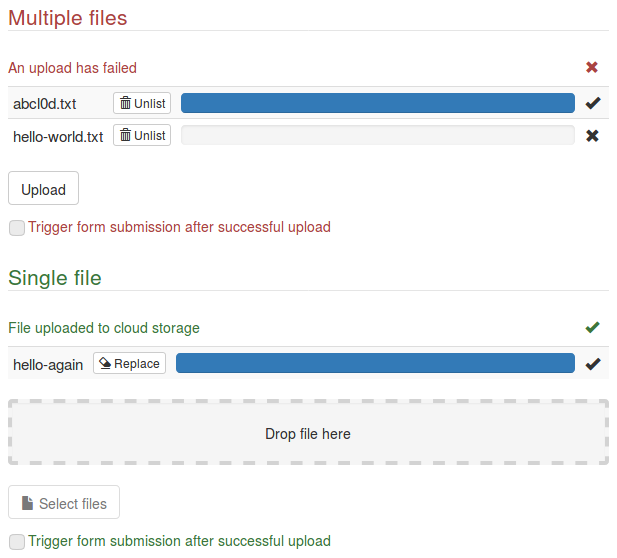 Multiple files
An upload has failed
abcl0d.txt Unlist
hello-world.txt Unlist
Upload
Trigger form submission after successful upload
Single file
File uploaded to cloud storage
hello-again Replace
Drop file here
Select files
Trigger form submission after successful upload